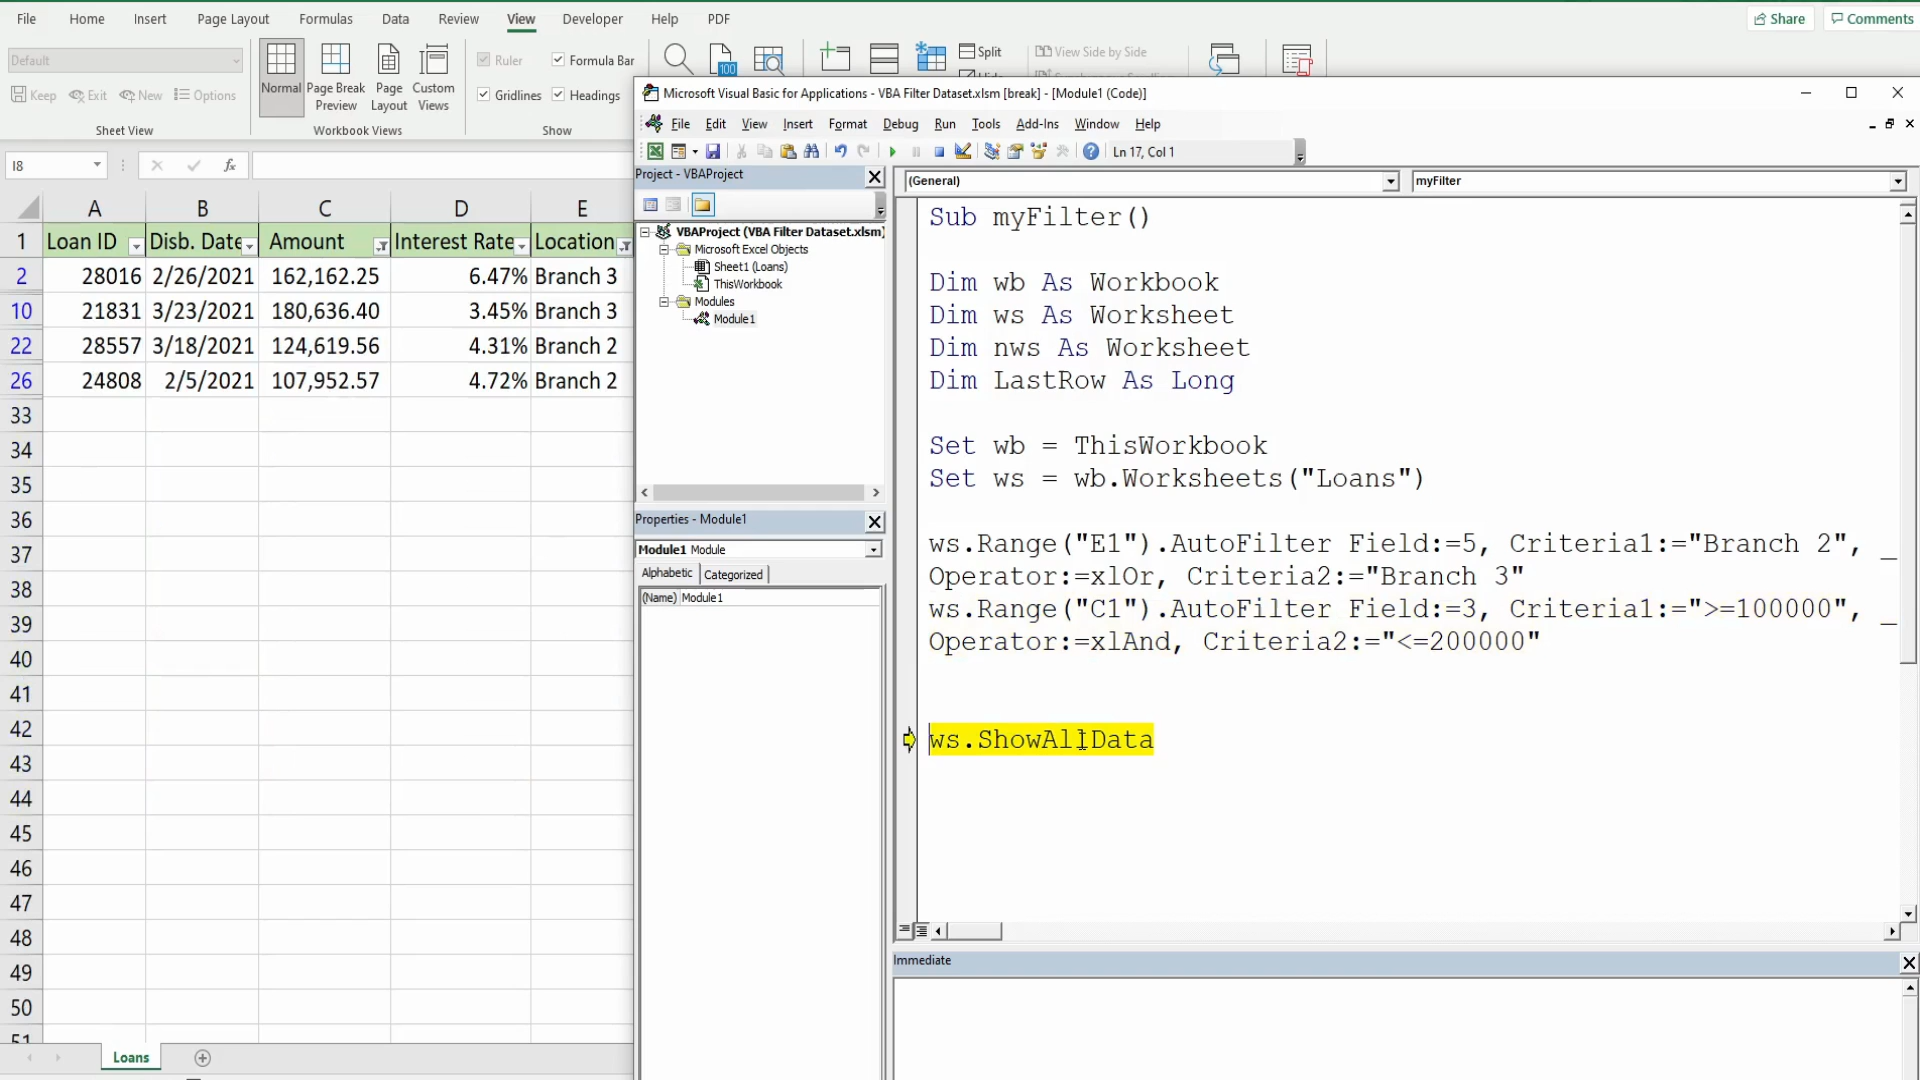 File Home Insert Page Layout Formulas Data Review View Developer Help PDF Share Comments
Default
Keep Exit New Options
Sheet View
Normal
Page Break
Preview
Page
Layout
Custom
Views
Workbook Views
Ruler Formula Bar
Gridlines Headings
Show
100
Split
View Side by Side
Microsoft Visual Basic for Applications - VBA Filter Dataset.xlsm [break] - [Module1 (Code)]
File Edit View Insert Format Debug Run Tools Add-Ins Window Help
Ln 17, Col 1
I8
fx
A B C D E
1 Loan ID Disb. Date Amount Interest Rate Location
2 28016 2/26/2021 162,162.25 6.47% Branch 3
10 21831 3/23/2021 180,636.40 3.45% Branch 3
22 28557 3/18/2021 124,619.56 4.31% Branch 2
26 24808 2/5/2021 107,952.57 4.72% Branch 2
33
34
35
36
37
38
39
40
41
42
43
44
45
46
47
48
49
50
51
Loans
Project - VBAProject
VBAProject (VBA Filter Dataset.xlsm)
Microsoft Excel Objects
Sheet1 (Loans)
ThisWorkbook
Modules
Module1
Properties - Module1
Module1 Module
Alphabetic Categorized
(Name) Module1
(General) myFilter
Sub myFilter()
Dim wb As Workbook
Dim ws As Worksheet
Dim nws As Worksheet
Dim LastRow As Long
Set wb = ThisWorkbook
Set ws = wb.Worksheets("Loans")
ws.Range("E1").AutoFilter Field:=5, Criteria1:="Branch 2", _
Operator:=xlOr, Criteria2:="Branch 3"
ws.Range("C1").AutoFilter Field:=3, Criteria1:=">=100000", _
Operator:=xlAnd, Criteria2:="<=200000"
ws.ShowAllData
Immediate